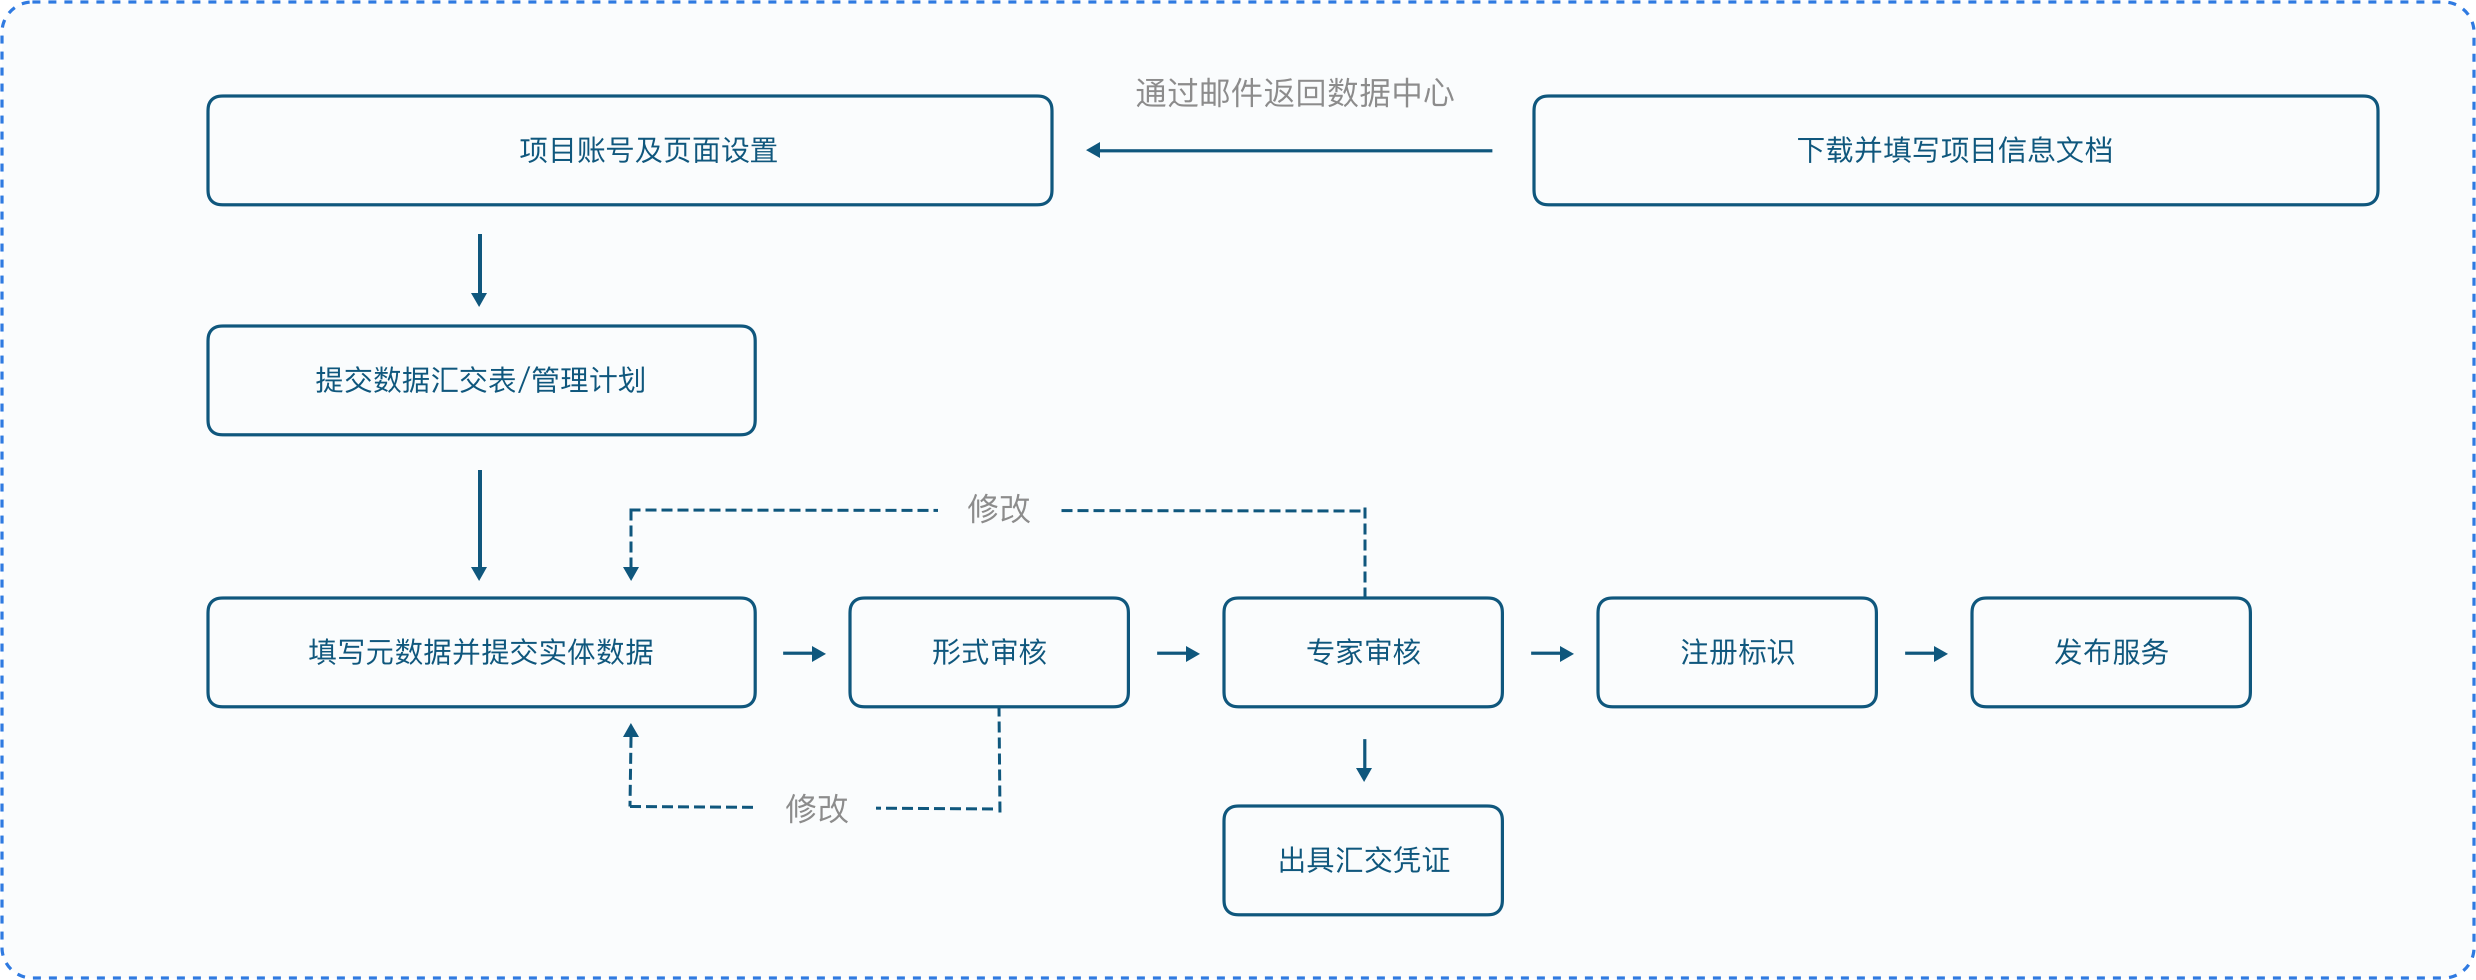 通过邮件返回数据中心
项目账号及页面设置
下载并填写项目信息文档
提交数据汇交表/管理计划
修改
填写元数据并提交实体数据
形式审核
专家审核
注册标识
发布服务
修改
出具汇交凭证